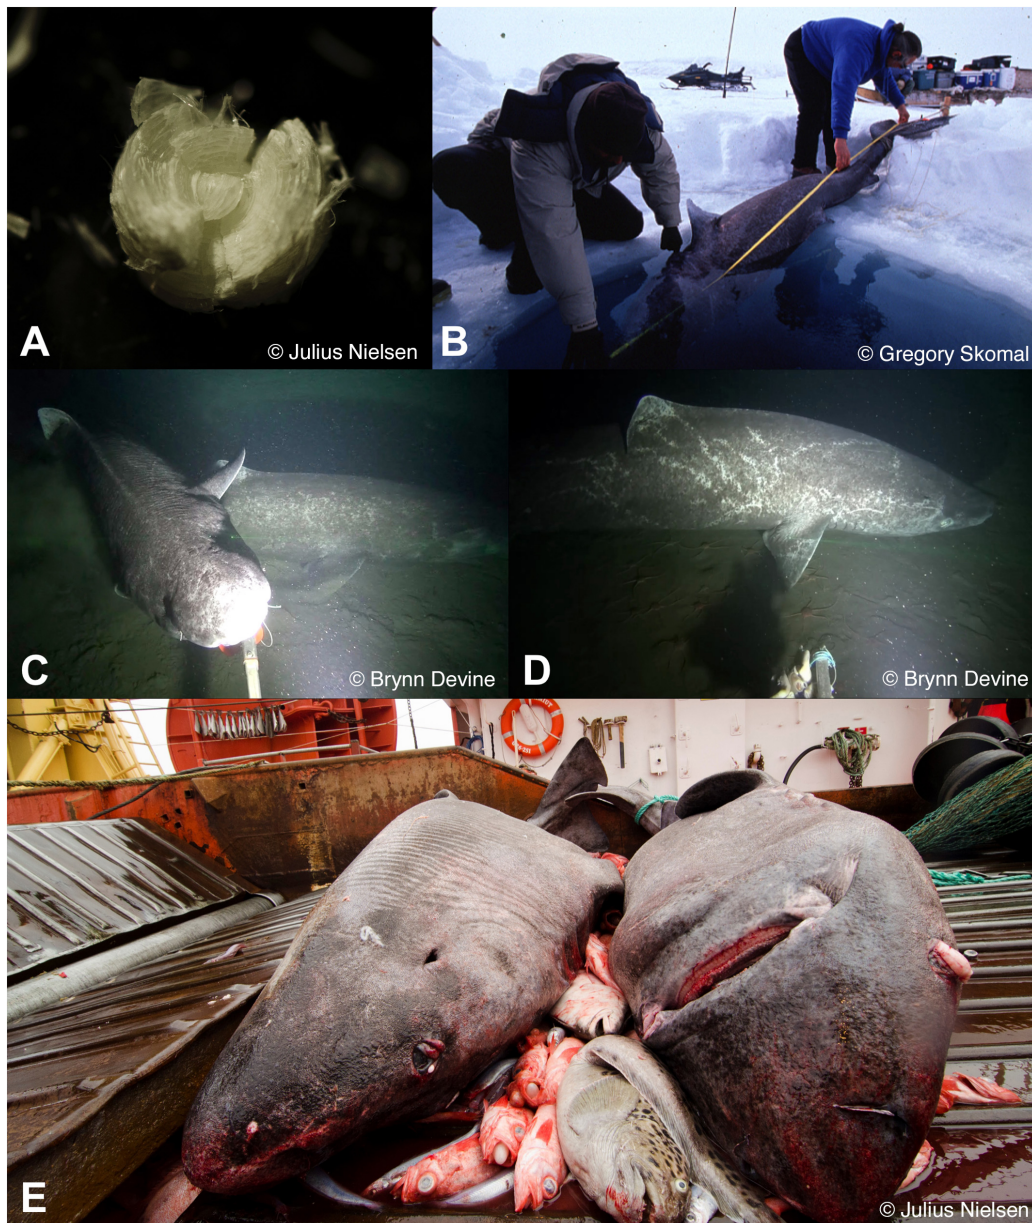 A
© Julius Nielsen
B
© Gregory Skomal
C
© Brynn Devine
D
© Brynn Devine
E
© Julius Nielsen